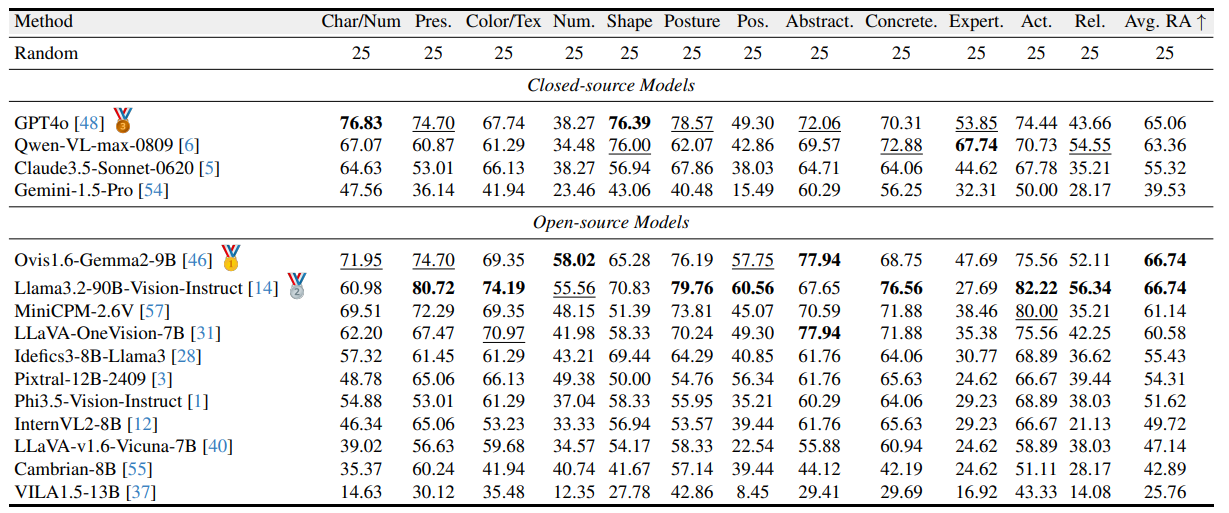 Method Char/Num Pres. Color/Tex Num. Shape Posture Pos. Abstract. Concrete. Expert. Act. Rel. Avg. RA ↑
Random 25 25 25 25 25 25 25 25 25 25 25 25 25
Closed-source Models
GPT4o [48] 3 76.83 74.70 67.74 38.27 76.39 78.57 49.30 72.06 70.31 53.85 74.44 43.66 65.06
Qwen-VL-max-0809 [6] 67.07 60.87 61.29 34.48 76.00 62.07 42.86 69.57 72.88 67.74 70.73 54.55 63.36
Claude3.5-Sonnet-0620 [5] 64.63 53.01 66.13 38.27 56.94 67.86 38.03 64.71 64.06 44.62 67.78 35.21 55.32
Gemini-1.5-Pro [54] 47.56 36.14 41.94 23.46 43.06 40.48 15.49 60.29 56.25 32.31 50.00 28.17 39.53
Open-source Models
Ovis1.6-Gemma2-9B [46] 1 71.95 74.70 69.35 58.02 65.28 76.19 57.75 77.94 68.75 47.69 75.56 52.11 66.74
Llama3.2-90B-Vision-Instruct [14] 2 60.98 80.72 74.19 55.56 70.83 79.76 60.56 67.65 76.56 27.69 82.22 56.34 66.74
MiniCPM-2.6V [57] 69.51 72.29 69.35 48.15 51.39 73.81 45.07 70.59 71.88 38.46 80.00 35.21 61.14
LLaVA-OneVision-7B [31] 62.20 67.47 70.97 41.98 58.33 70.24 49.30 77.94 71.88 35.38 75.56 42.25 60.58
Idefics3-8B-Llama3 [28] 57.32 61.45 61.29 43.21 69.44 64.29 40.85 61.76 64.06 30.77 68.89 36.62 55.43
Pixtral-12B-2409 [3] 48.78 65.06 66.13 49.38 50.00 54.76 56.34 61.76 65.63 24.62 66.67 39.44 54.31
Phi3.5-Vision-Instruct [1] 54.88 53.01 61.29 37.04 58.33 55.95 35.21 60.29 64.06 29.23 68.89 38.03 51.62
InternVL2-8B [12] 46.34 65.06 53.23 33.33 56.94 53.57 39.44 61.76 65.63 29.23 66.67 21.13 49.72
LLaVA-v1.6-Vicuna-7B [40] 39.02 56.63 59.68 34.57 54.17 58.33 22.54 55.88 60.94 24.62 58.89 38.03 47.14
Cambrian-8B [55] 35.37 60.24 41.94 40.74 41.67 57.14 39.44 44.12 42.19 24.62 51.11 28.17 42.89
VILA1.5-13B [37] 14.63 30.12 35.48 12.35 27.78 42.86 8.45 29.41 29.69 16.92 43.33 14.08 25.76